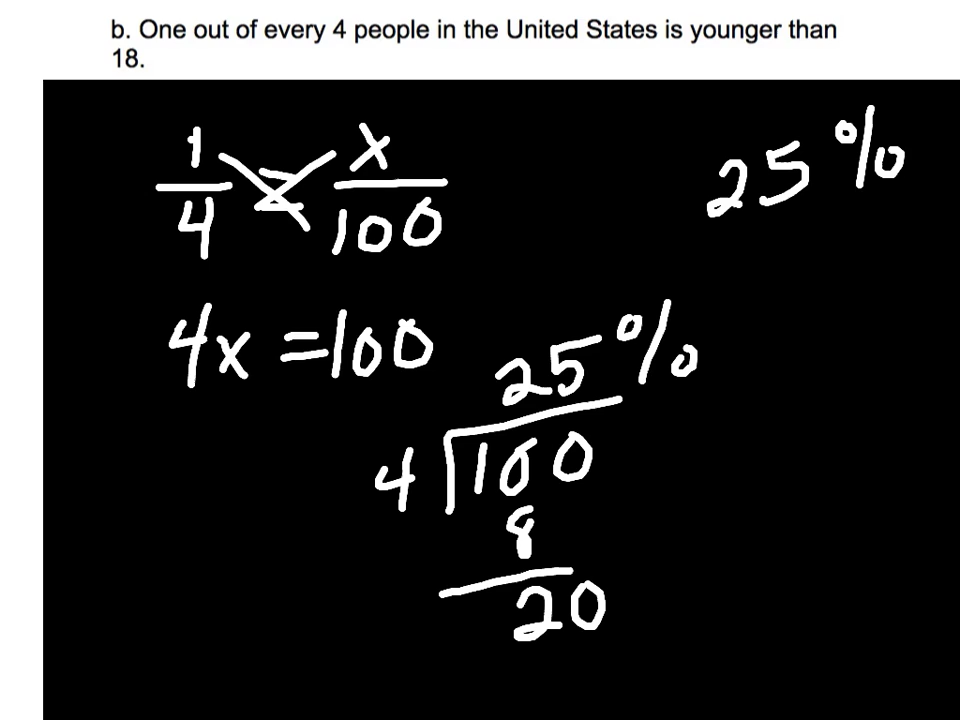 b. One out of every 4 people in the United States is younger than
18.
1 x
4 100
25%
4x =100
25%
4 100
8
20